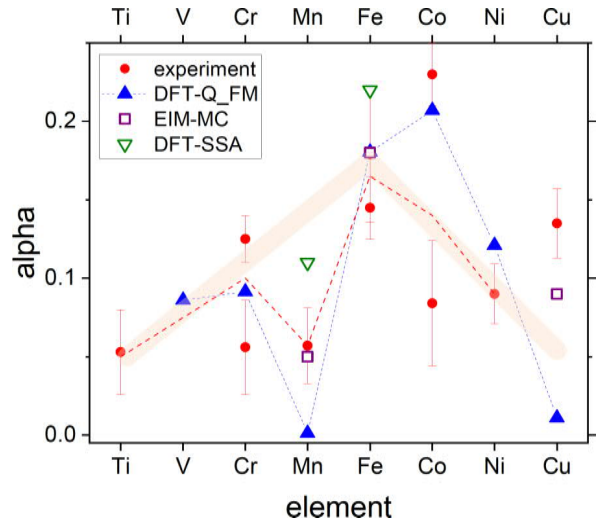 Ti V Cr Mn Fe Co Ni Cu
experiment
DFT-Q_FM
EIM-MC
DFT-SSA
0.2
alpha
0.1
0.0
Ti V Cr Mn Fe Co Ni Cu
element